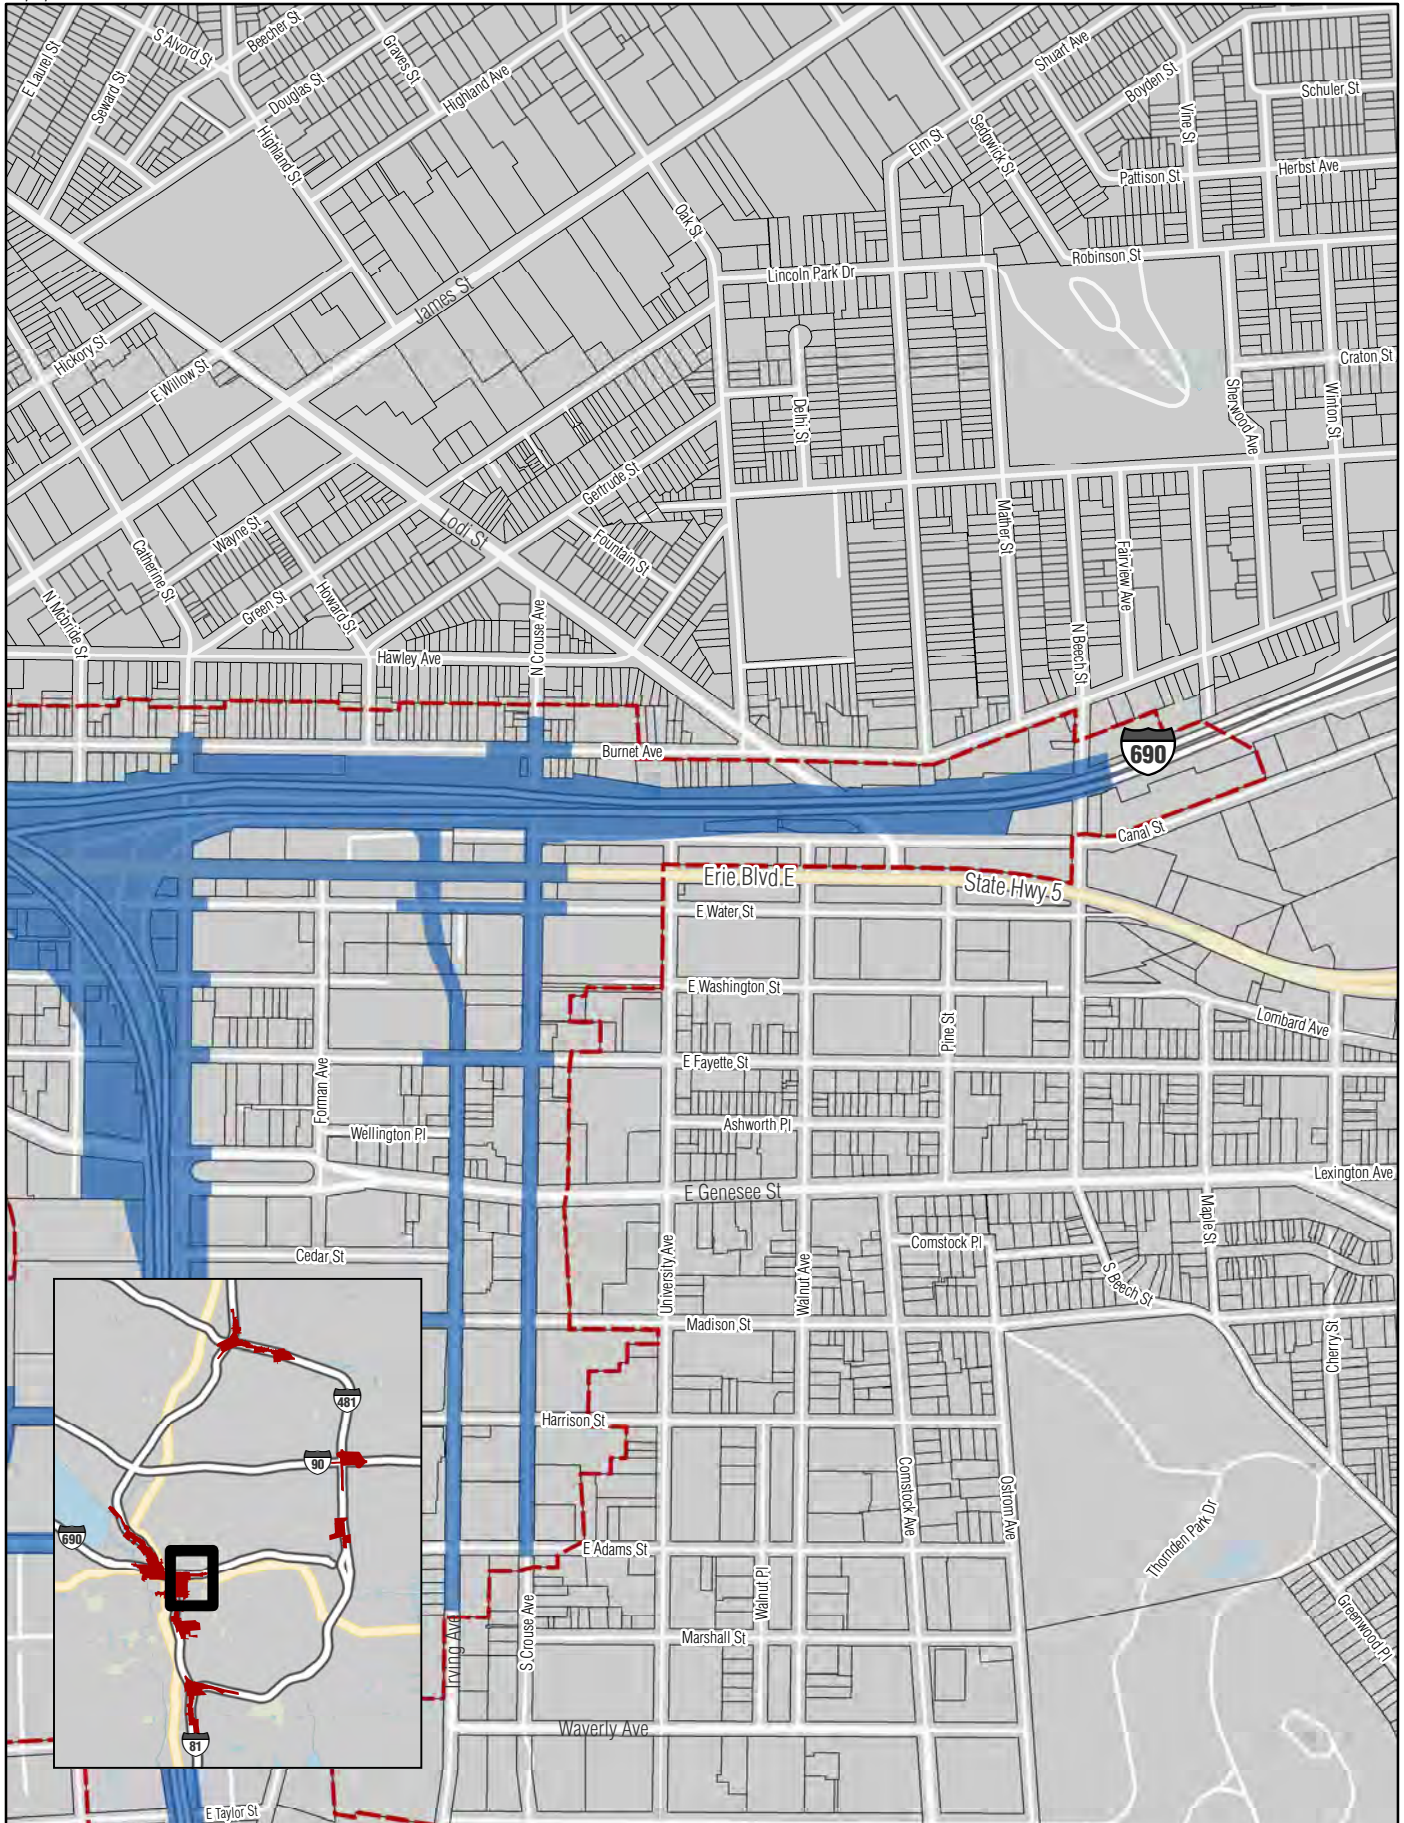 E Laurel St
S Alvord St
Beecher St
Graves St
Shuart Ave
Seward St
Douglas St
Highland Ave
Boyden St
Schuler St
Highland St
Elm St
Sedgwick St
Vine St
Pattison St
Herbst Ave
Oak St
Robinson St
Lincoln Park Dr
James St
Hickory St
E Willow St
Craton St
Delhi St
Sherwood Ave
Winton St
Gertrude St
Lodi St
Wayne St
Fountain St
Mather St
Catherine St
Fairview Ave
N Mcbride St
Green St
Howard St
N Crouse Ave
Hawley Ave
N Beech St
Burnet Ave
690
Canal St
Erie Blvd E
State Hwy 5
E Water St
E Washington St
Pine St
Lombard Ave
E Fayette St
Forman Ave
Wellington Pl
Ashworth Pl
Lexington Ave
E Genesee St
Maple St
Comstock Pl
Cedar St
University Ave
Walnut Ave
S Beech St
Madison St
Cherry St
481
Harrison St
90
Comstock Ave
Ostrom Ave
690
Thornden Park Dr
E Adams St
Walnut Pl
Greenwood Pl
Irving Ave
S Crouse Ave
Marshall St
Waverly Ave
81
E Taylor St